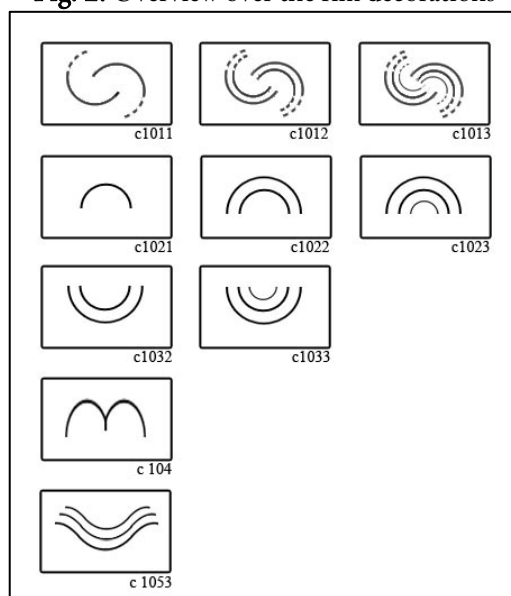 Fig. 2. Overview over the rim decorations
c1011 c1012 c1013
c1021 c1022 c1023
c1032 c1033
c 104
c 1053